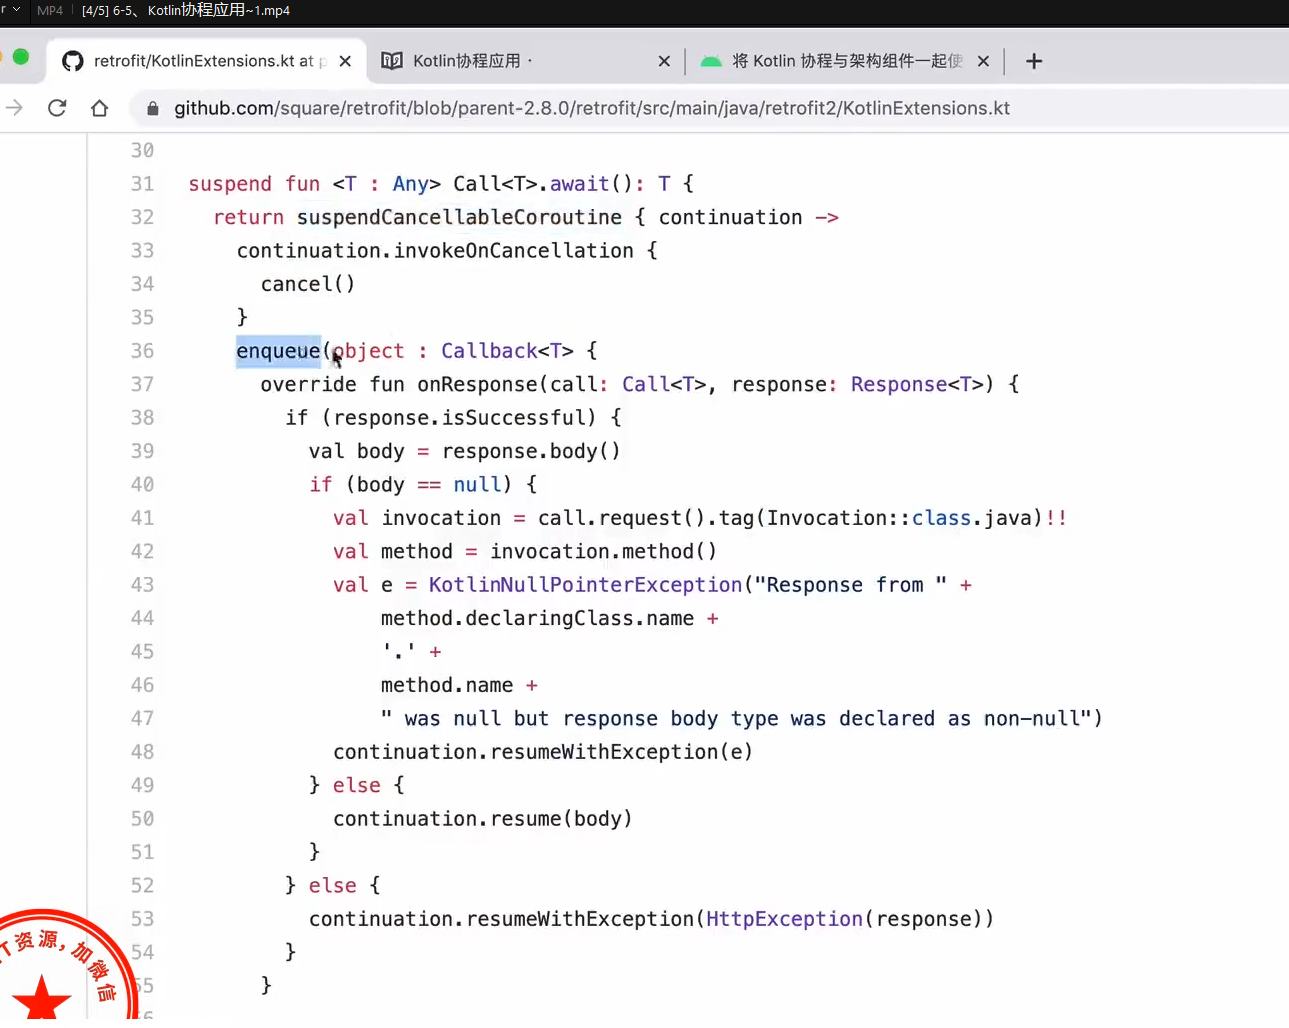 r MP4 [4/5] 6-5、Kotlin协程应用~1.mp4
retrofit/KotlinExtensions.kt at p Kotlin协程应用 · 将 Kotlin 协程与架构组件一起使
github.com/square/retrofit/blob/parent-2.8.0/retrofit/src/main/java/retrofit2/KotlinExtensions.kt
30
31 suspend fun <T : Any> Call<T>.await(): T {
32 return suspendCancellableCoroutine { continuation ->
33 continuation.invokeOnCancellation {
34 cancel()
35 }
36 enqueue(object : Callback<T> {
37 override fun onResponse(call: Call<T>, response: Response<T>) {
38 if (response.isSuccessful) {
39 val body = response.body()
40 if (body == null) {
41 val invocation = call.request().tag(Invocation::class.java)!!
42 val method = invocation.method()
43 val e = KotlinNullPointerException("Response from " +
44 method.declaringClass.name +
45 '.' +
46 method.name +
47 " was null but response body type was declared as non-null")
48 continuation.resumeWithException(e)
49 } else {
50 continuation.resume(body)
51 }
52 } else {
53 continuation.resumeWithException(HttpException(response))
54 }
55 }
T资源,加微信